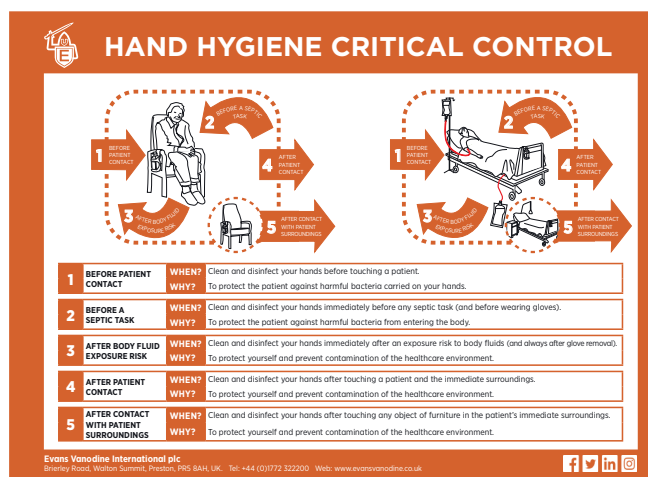 E
HAND HYGIENE CRITICAL CONTROL
1 BEFORE
PATIENT
CONTACT
2 BEFORE A SEPTIC
TASK
3 AFTER BODY FLUID
EXPOSURE RISK
4 AFTER
PATIENT
CONTACT
5 AFTER CONTACT
WITH PATIENT
SURROUNDINGS
1 BEFORE
PATIENT
CONTACT
2 BEFORE A SEPTIC
TASK
3 AFTER BODY FLUID
EXPOSURE RISK
4 AFTER
PATIENT
CONTACT
5 AFTER CONTACT
WITH PATIENT
SURROUNDINGS
1
BEFORE PATIENT
CONTACT
WHEN? Clean and disinfect your hands before touching a patient.
WHY? To protect the patient against harmful bacteria carried on your hands.
2
BEFORE A
SEPTIC TASK
WHEN? Clean and disinfect your hands immediately before any septic task (and before wearing gloves).
WHY? To protect the patient against harmful bacteria from entering the body.
3
AFTER BODY FLUID
EXPOSURE RISK
WHEN? Clean and disinfect your hands immediately after an exposure risk to body fluids (and always after glove removal).
WHY? To protect yourself and prevent contamination of the healthcare environment.
4
AFTER PATIENT
CONTACT
WHEN? Clean and disinfect your hands after touching a patient and the immediate surroundings.
WHY? To protect yourself and prevent contamination of the healthcare environment.
5
AFTER CONTACT
WITH PATIENT
SURROUNDINGS
WHEN? Clean and disinfect your hands after touching any object of furniture in the patient's immediate surroundings.
WHY? To protect yourself and prevent contamination of the healthcare environment.
Evans Vanodine International plc
Brierley Road, Walton Summit, Preston, PR5 8AH, UK. Tel: +44 (0)1772 322200 Web: www.evansvanodine.co.uk